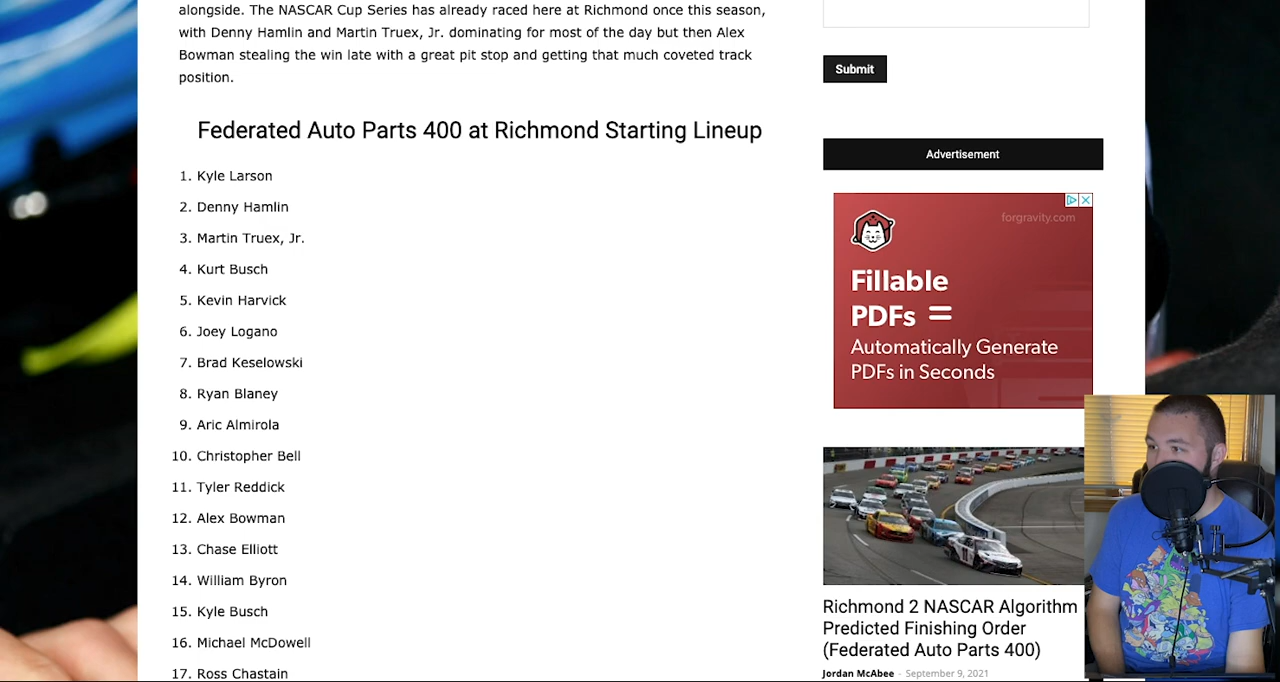 alongside. The NASCAR Cup Series has already raced here at Richmond once this season,
with Denny Hamlin and Martin Truex, Jr. dominating for most of the day but then Alex
Bowman stealing the win late with a great pit stop and getting that much coveted track
position.
Federated Auto Parts 400 at Richmond Starting Lineup
1. Kyle Larson
2. Denny Hamlin
3. Martin Truex, Jr.
4. Kurt Busch
5. Kevin Harvick
6. Joey Logano
7. Brad Keselowski
8. Ryan Blaney
9. Aric Almirola
10. Christopher Bell
11. Tyler Reddick
12. Alex Bowman
13. Chase Elliott
14. William Byron
15. Kyle Busch
16. Michael McDowell
17. Ross Chastain
Submit
Advertisement
forgravity.com
Fillable
PDFs =
Automatically Generate
PDFs in Seconds
11
Richmond 2 NASCAR Algorithm
Predicted Finishing Order
(Federated Auto Parts 400)
Jordan McAbee - September 9, 2021